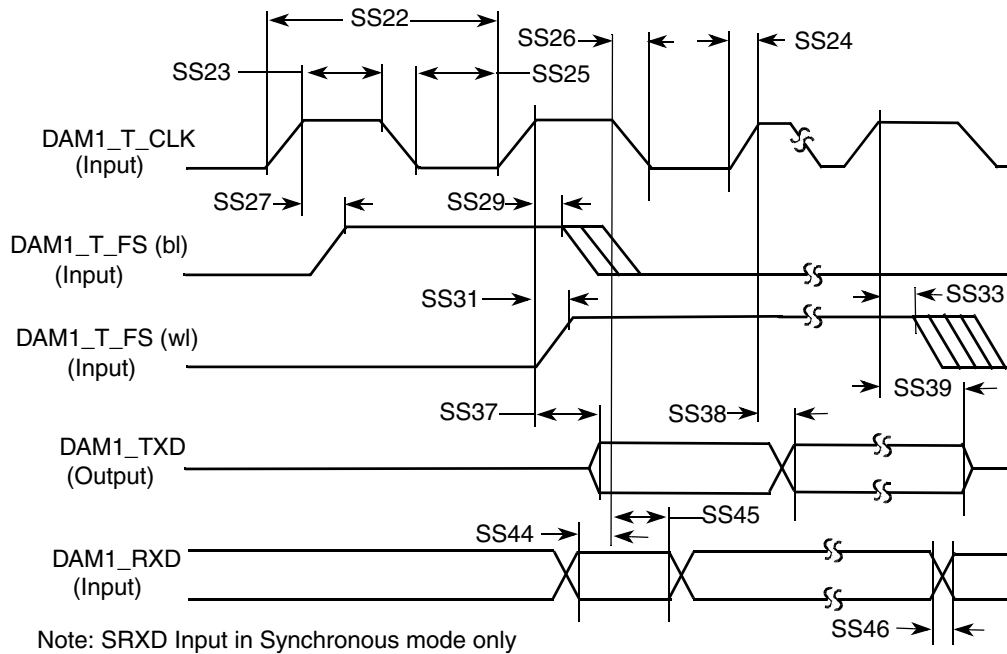 SS22
SS26
SS24
SS23
SS25
DAM1_T_CLK
(Input)
SS27
SS29
DAM1_T_FS (bl)
(Input)
SS31
SS33
DAM1_T_FS (wl)
(Input)
SS39
SS37
SS38
DAM1_TXD
(Output)
SS44
SS45
DAM1_RXD
(Input)
SS46
Note: SRXD Input in Synchronous mode only